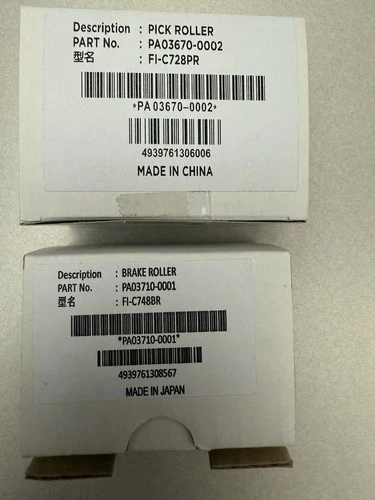 Description : PICK ROLLER
PART No. : PA03670-0002
型名 : FI-C728PR
*PA03670-0002*
4939761306006
MADE IN CHINA
Description : BRAKE ROLLER
PART No. : PA03710-0001
型名 : FI-C748BR
*PA03710-0001*
4939761308567
MADE IN JAPAN